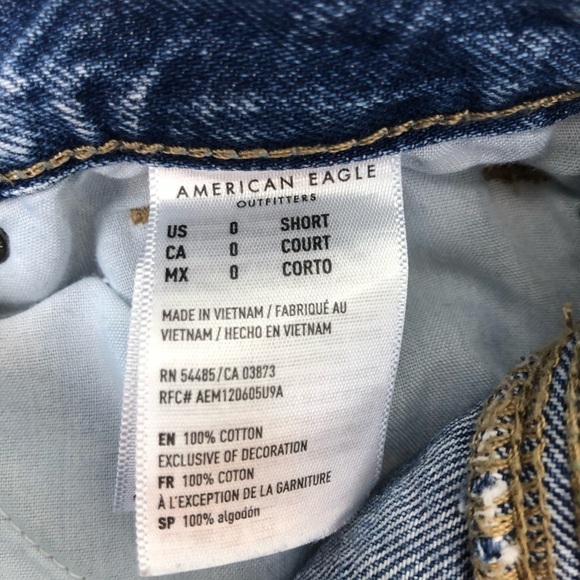 AMERICAN EAGLE
OUTFITTERS
US 0 SHORT
CA 0 COURT
MX 0 CORTO
MADE IN VIETNAM / FABRIQUÉ AU
VIETNAM / HECHO EN VIETNAM
RN 54485/CA 03873
RFC# AEM120605U9A
EN 100% COTTON
EXCLUSIVE OF DECORATION
FR 100% COTON
À L'EXCEPTION DE LA GARNITURE
SP 100% algodón